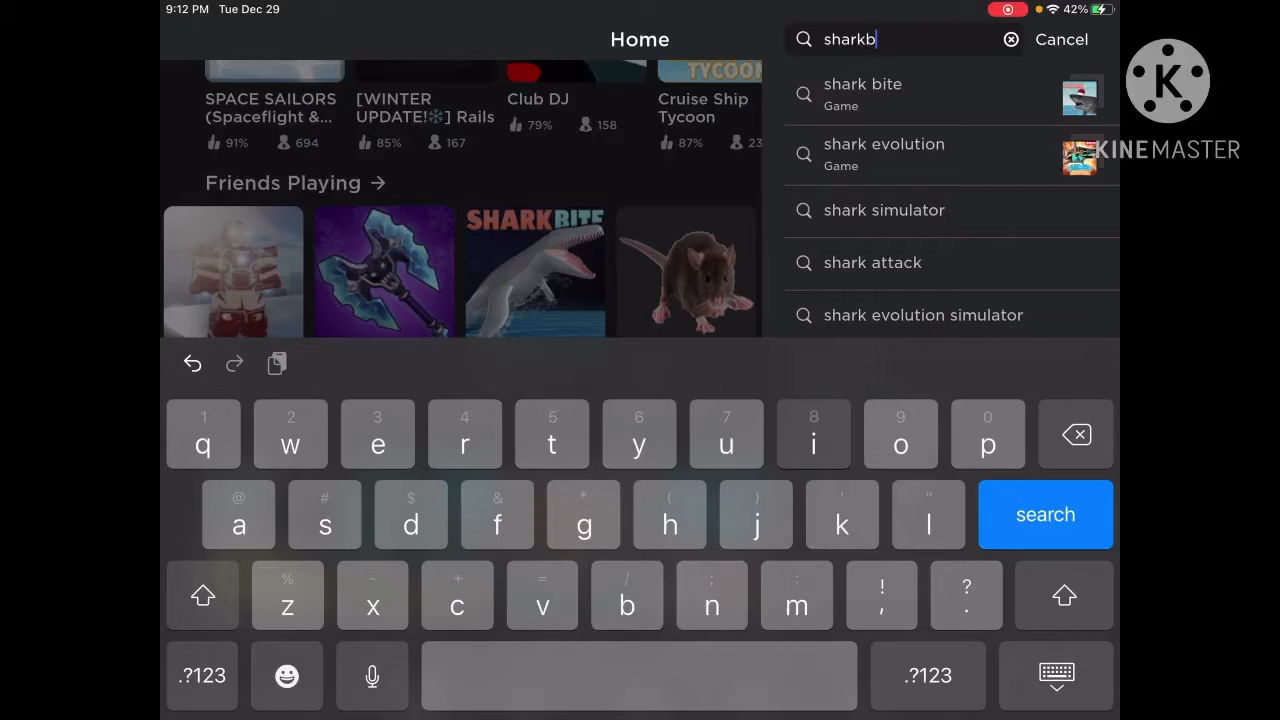 9:12 PM Tue Dec 29
42%
Home
sharkb
Cancel
K
KINEMASTER
TYCOON
SPACE SAILORS
(Spaceflight &...
91% 694
[WINTER
UPDATE!❄️] Rails
85% 167
Club DJ
79% 158
Cruise Ship
Tycoon
87% 23
shark bite
Game
shark evolution
Game
shark simulator
shark attack
shark evolution simulator
Friends Playing →
SHARKBITE
1 2 3 4 5 6 7 8 9 0
q w e r t y u i o p
@ # $ & * ( ) ' "
a s d f g h j k l search
% - + = / ; : ! ?
z x c v b n m , .
.?123 .?123